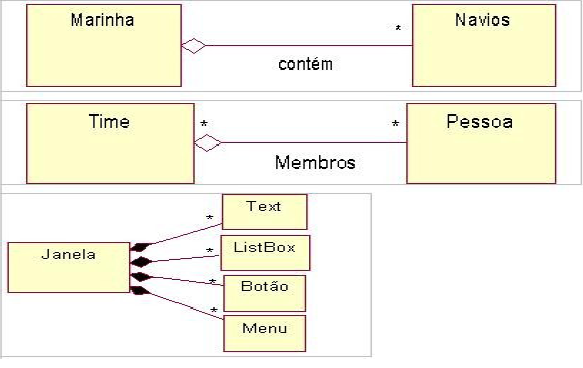 Marinha
*
Navios
contém
Time
*
*
Pessoa
Membros
Janela
*
Text
*
ListBox
*
Botão
*
Menu